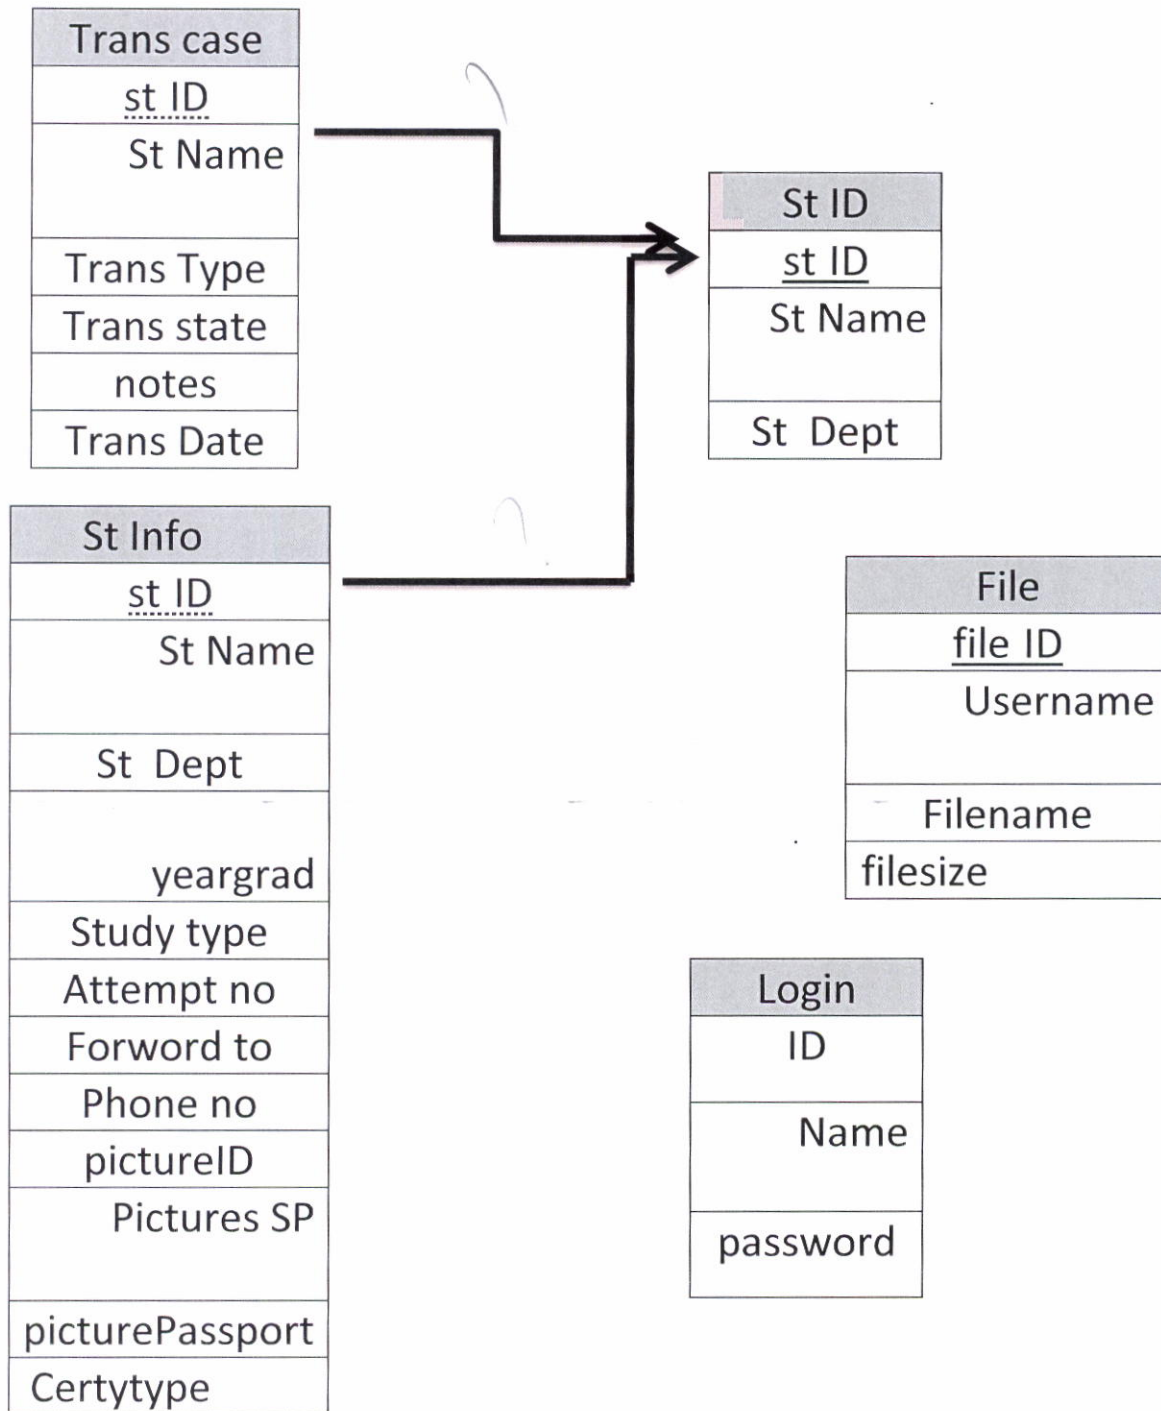 Trans case
st ID
St Name
Trans Type
Trans state
notes
Trans Date
St ID
st ID
St Name
St  Dept
St Info
st ID
St Name
St  Dept
yeargrad
Study type
Attempt no
Forword to
Phone no
pictureID
Pictures SP
picturePassport
Certytype
File
file ID
Username
Filename
filesize
Login
ID
Name
password